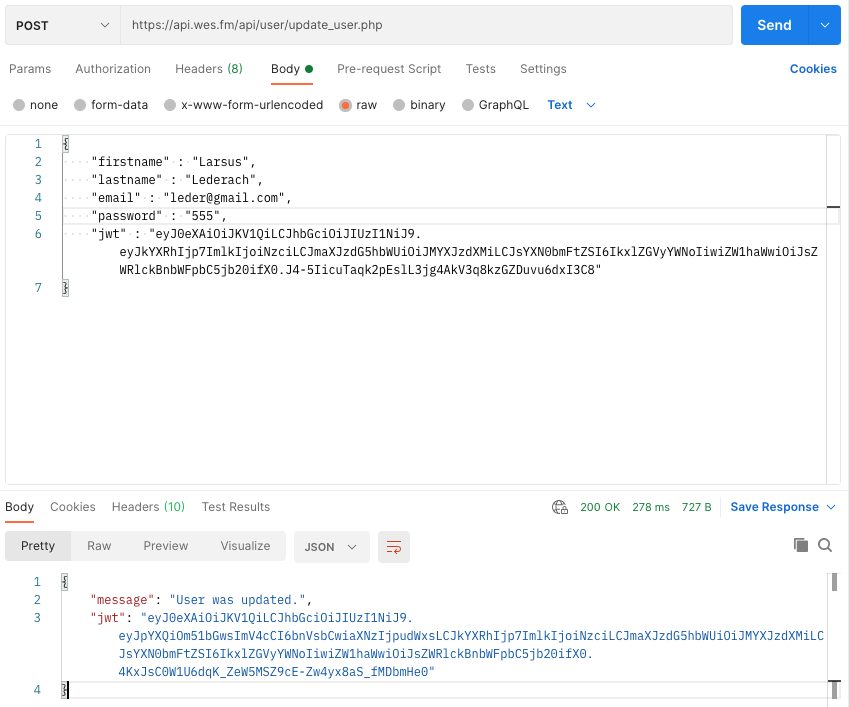 POST https://api.wes.fm/api/user/update_user.php Send
Params Authorization Headers (8) Body Pre-request Script Tests Settings Cookies
none form-data x-www-form-urlencoded raw binary GraphQL Text
1 {
2 "firstname" : "Larsus",
3 "lastname" : "Lederach",
4 "email" : "leder@gmail.com",
5 "password" : "555",
6 "jwt" : "eyJ0eXAiOiJKV1QiLCJhbGciOiJIUzI1NiJ9.
eyJkYXRhIjp7ImlkIjoiNzciLCJmaXJzdG5hbWUiOiJMYXJzdXMiLCJsYXN0bmFtZSI6IkxlZGVyYWNoIiwiZW1haWwiOiJsZ
WRlckBnbWFpbC5jb20ifX0.J4-5IicuTaqk2pEslL3jg4AkV3q8kzGZDuvu6dxI3C8"
7 }
Body Cookies Headers (10) Test Results 200 OK 278 ms 727 B Save Response
Pretty Raw Preview Visualize JSON
1 {
2 "message": "User was updated.",
3 "jwt": "eyJ0eXAiOiJKV1QiLCJhbGciOiJIUzI1NiJ9.
eyJpYXQiOm51bGwsImV4cCI6bnVsbCwiaXNzIjpudWxsLCJkYXRhIjp7ImlkIjoiNzciLCJmaXJzdG5hbWUiOiJMYXJzdXMiLC
JsYXN0bmFtZSI6IkxlZGVyYWNoIiwiZW1haWwiOiJsZWRlckBnbWFpbC5jb20ifX0.
4KxJsC0W1U6dqK_ZeW5MSZ9cE-Zw4yx8aS_fMDbmHe0"
4 }